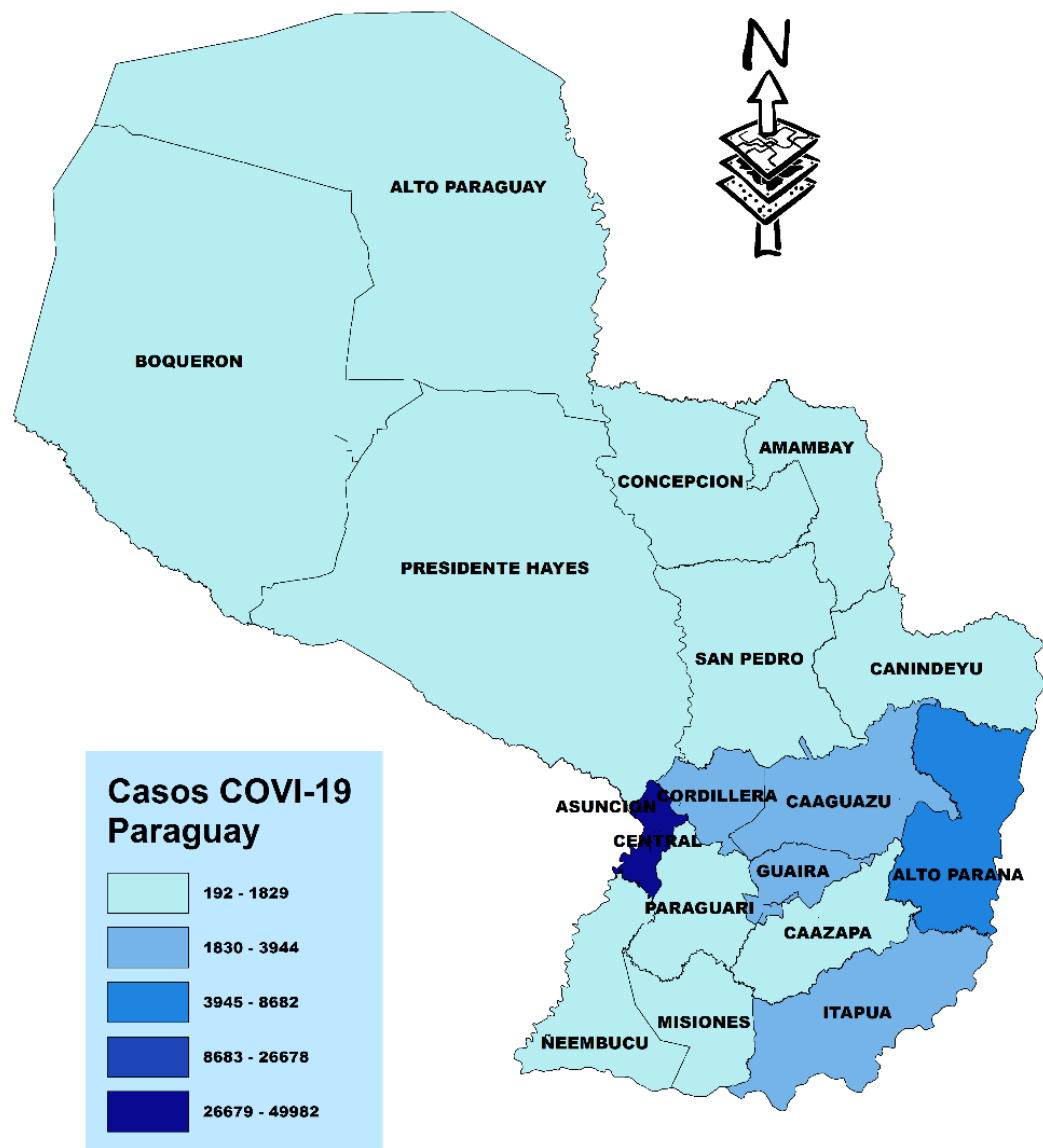 N
ALTO PARAGUAY
BOQUERON
AMAMBAY
CONCEPCION
PRESIDENTE HAYES
SAN PEDRO
CANINDEYU
ASUNCION
CORDILLERA
CAAGUAZU
CENTRAL
GUAIRA
ALTO PARANA
PARAGUARI
CAAZAPA
ITAPUA
MISIONES
ÑEEMBUCU
Casos COVI-19
Paraguay
192 - 1829
1830 - 3944
3945 - 8682
8683 - 26678
26679 - 49982